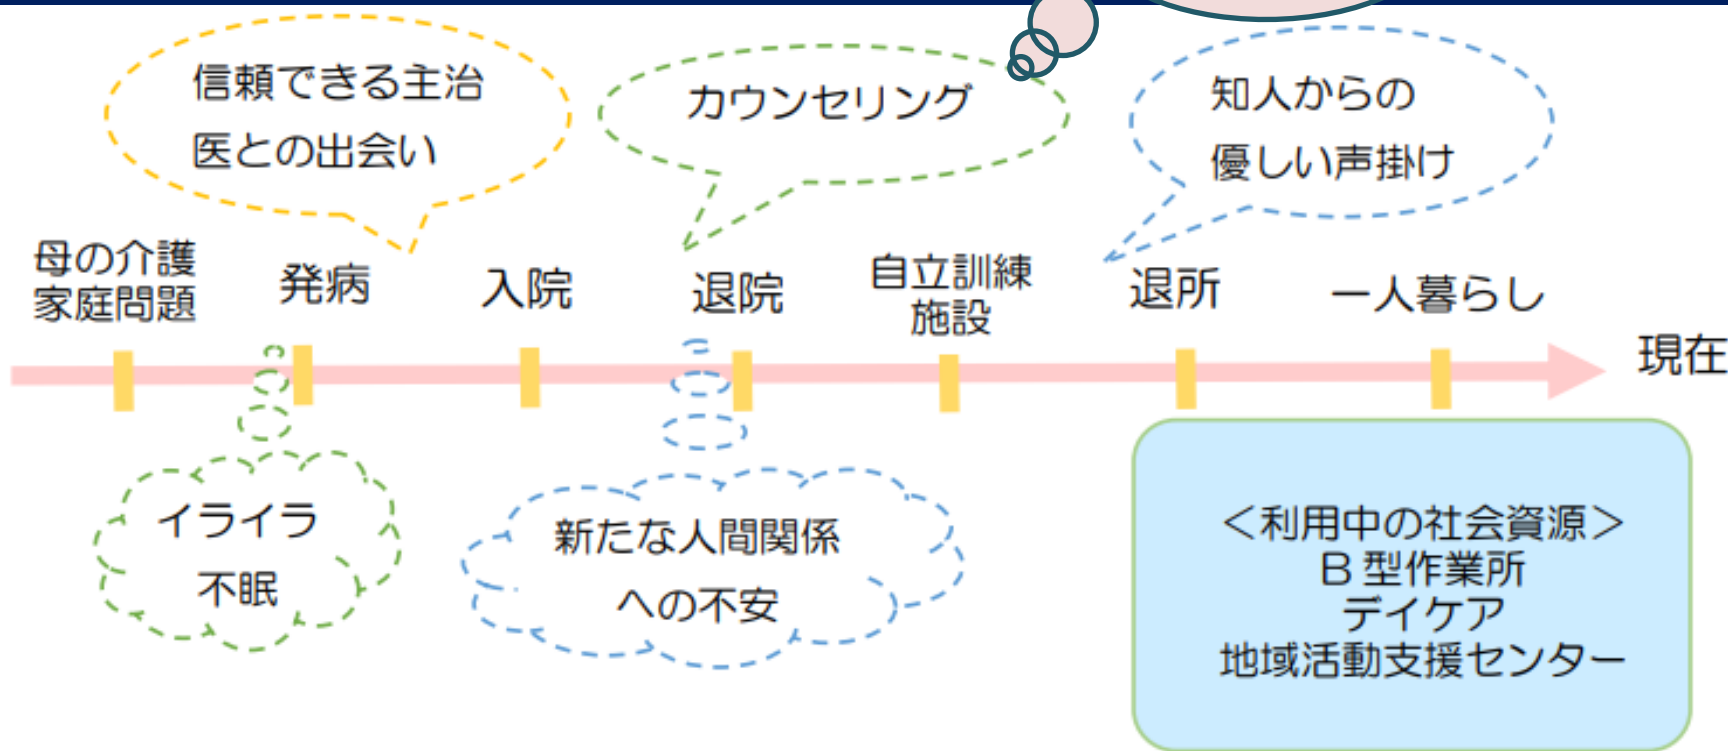 信頼できる主治
医との出会い
カウンセリング
知人からの
優しい声掛け
母の介護
家庭問題
発病
入院
退院
自立訓練
施設
退所
一人暮らし
現在
イライラ
不眠
新たな人間関係
への不安
＜利用中の社会資源＞
Ｂ型作業所
デイケア
地域活動支援センター